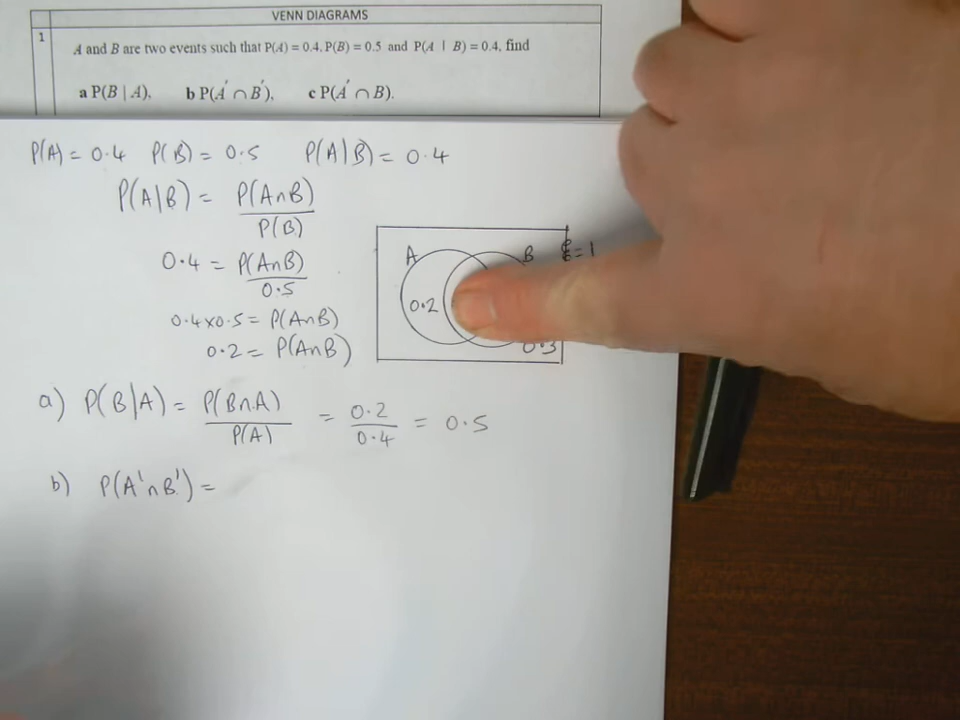 VENN DIAGRAMS
1
A and B are two events such that P(A) = 0.4, P(B) = 0.5 and P(A | B) = 0.4, find
a P(B | A), b P(A′ ∩ B′), c P(A′ ∩ B).
P(A) = 0.4 P(B) = 0.5 P(A|B) = 0.4
P(A|B) = P(A∩B)
P(B)
0.4 = P(A∩B)
0.5
0.4×0.5 = P(A∩B)
0.2 = P(A∩B)
A B ξ = 1
0.2
0.3
a) P(B|A) = P(B∩A) = 0.2 = 0.5
P(A) 0.4
b) P(A'∩B') =